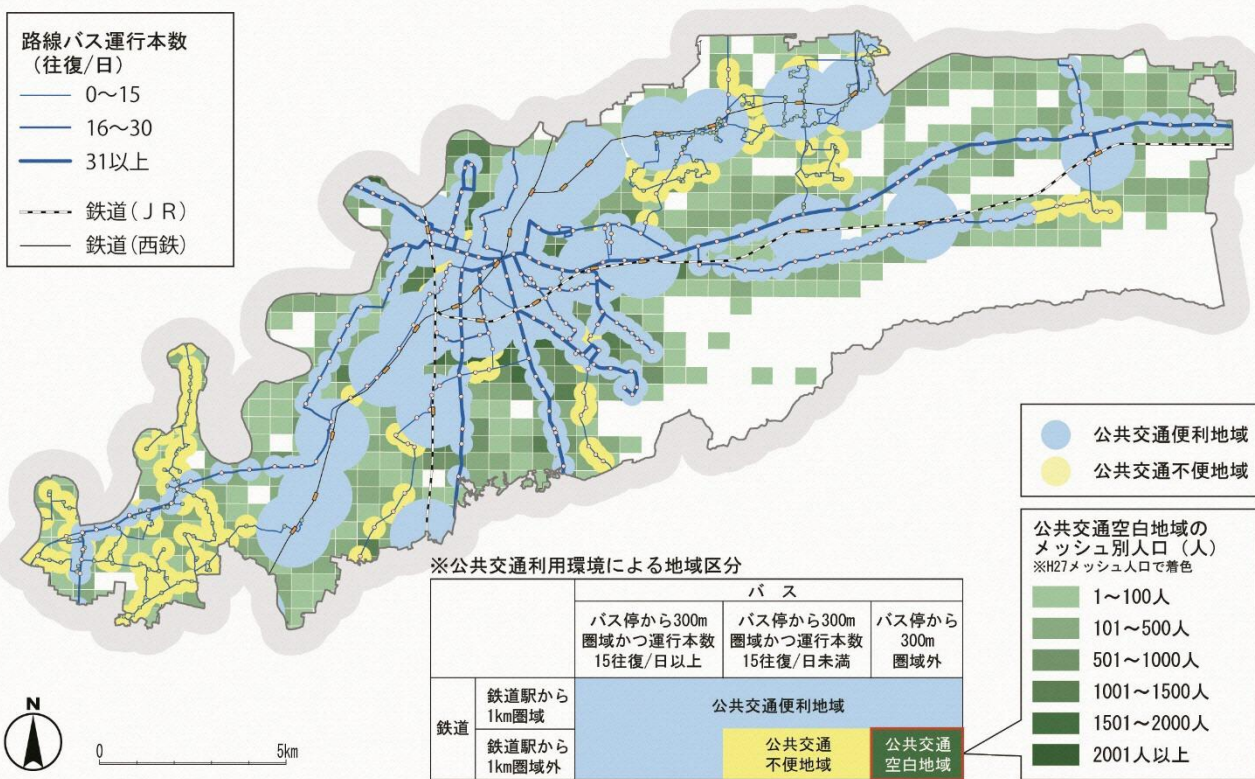 路線バス運行本数
(往復/日)
0～15
16～30
31以上
鉄道(ＪＲ)
鉄道(西鉄)
公共交通便利地域
公共交通不便地域
公共交通空白地域の
メッシュ別人口（人）
※H27メッシュ人口で着色
1～100人
101～500人
501～1000人
1001～1500人
1501～2000人
2001人以上
※公共交通利用環境による地域区分
バス
バス停から300m
圏域かつ運行本数
15往復/日以上
バス停から300m
圏域かつ運行本数
15往復/日未満
バス停から
300m
圏域外
鉄道
鉄道駅から
1km圏域
公共交通便利地域
鉄道駅から
1km圏域外
公共交通
不便地域
公共交通
空白地域
N
0
5km